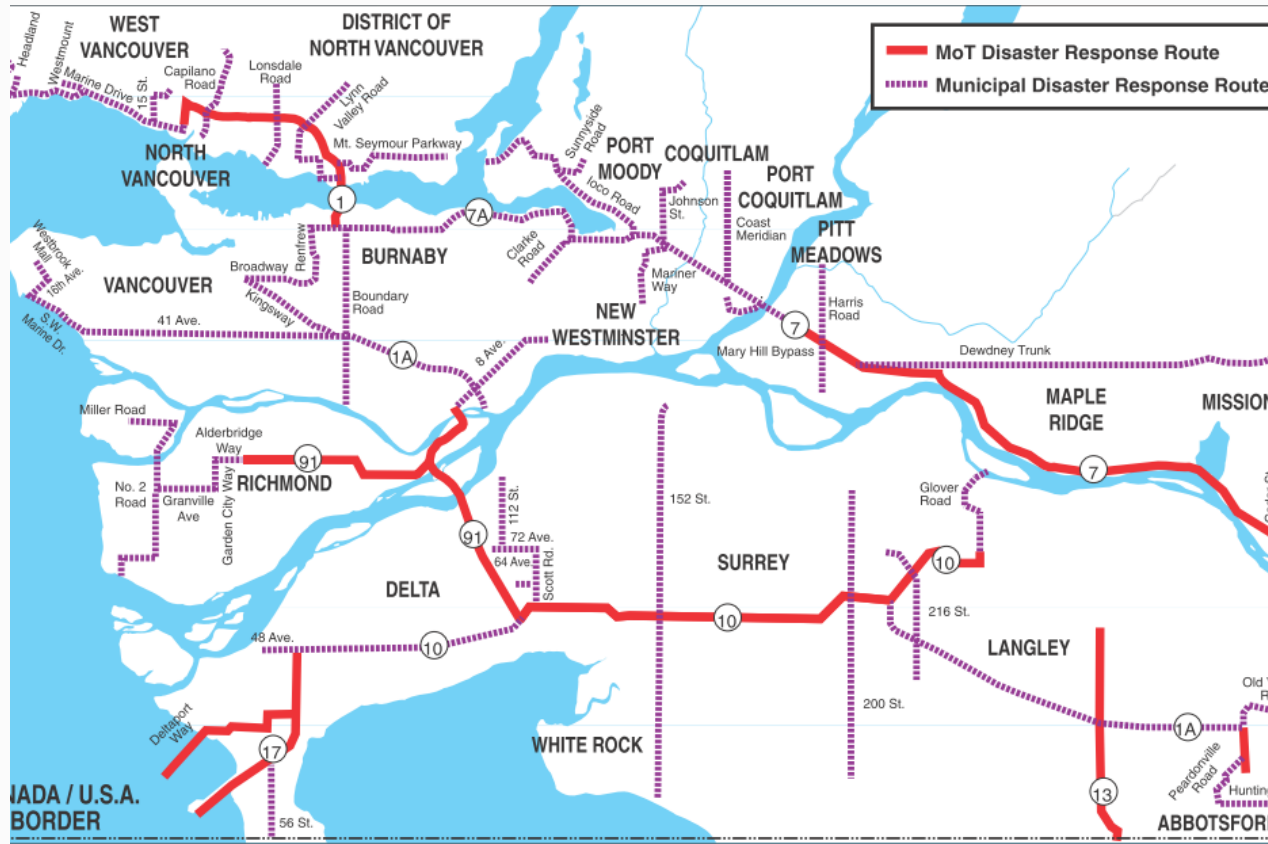 WEST
VANCOUVER
DISTRICT OF
NORTH VANCOUVER
MoT Disaster Response Route
Municipal Disaster Response Route
Headland
Westmount
Marine Drive
15 St.
Capilano
Road
Lonsdale
Road
Lynn
Valley Road
Mt. Seymour Parkway
Sunnyside
Road
Ioco Road
NORTH
VANCOUVER
PORT
MOODY
COQUITLAM
PORT
COQUITLAM
Johnson
St.
Coast
Meridian
PITT
MEADOWS
1
7A
Westbrook
Mall
16th Ave.
S.W.
Marine Dr.
VANCOUVER
Broadway
Renfrew
BURNABY
Clarke
Road
Mariner
Way
Kingsway
Boundary
Road
41 Ave.
1A
8 Ave.
NEW
WESTMINSTER
Harris
Road
7
Mary Hill Bypass
Dewdney Trunk
MAPLE
RIDGE
MISSION
7
Miller Road
Alderbridge
Way
91
RICHMOND
No. 2
Road
Granville
Ave
Garden City Way
91
112 St.
72 Ave.
64 Ave.
Scott Rd.
152 St.
SURREY
Glover
Road
10
216 St.
DELTA
48 Ave.
10
10
LANGLEY
200 St.
Deltaport
Way
17
WHITE ROCK
1A
Old
Peardonville
Road
Hunting
13
56 St.
NADA / U.S.A.
BORDER
ABBOTSFOR